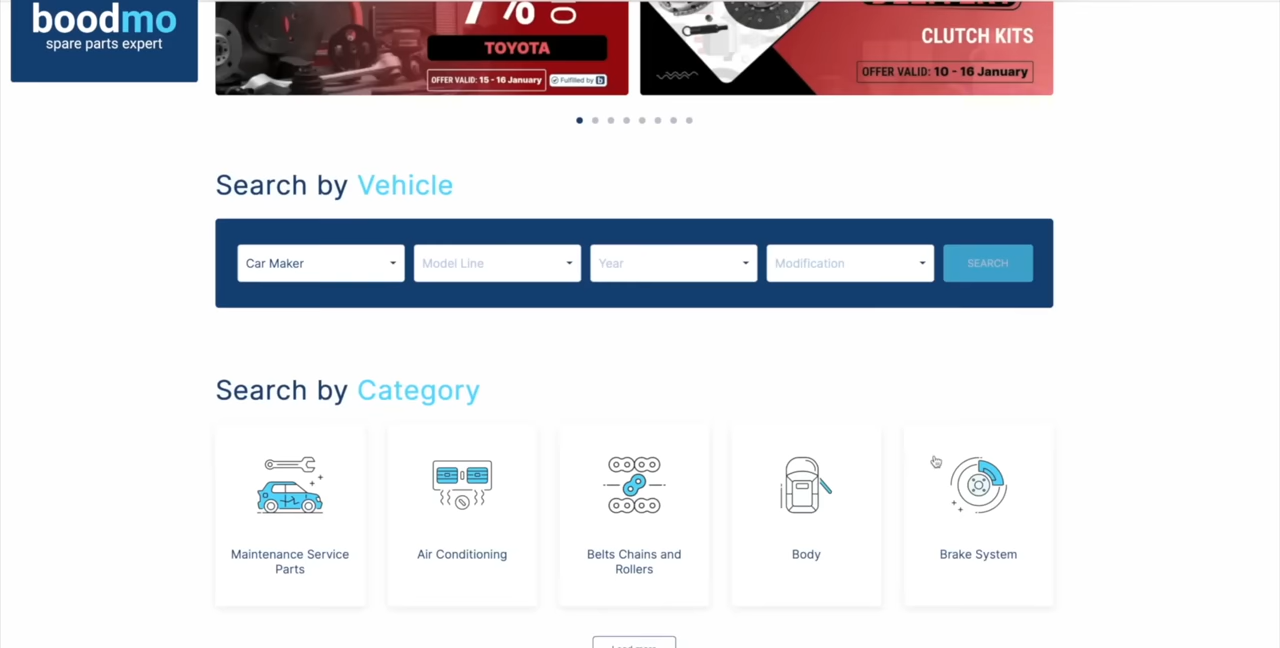 boodmo
spare parts expert
7%
TOYOTA
OFFER VALID: 15 - 16 January
Fulfilled by b
CLUTCH KITS
OFFER VALID: 10 - 16 January
Search by Vehicle
Car Maker
Model Line
Year
Modification
SEARCH
Search by Category
Maintenance Service
Parts
Air Conditioning
Belts Chains and
Rollers
Body
Brake System